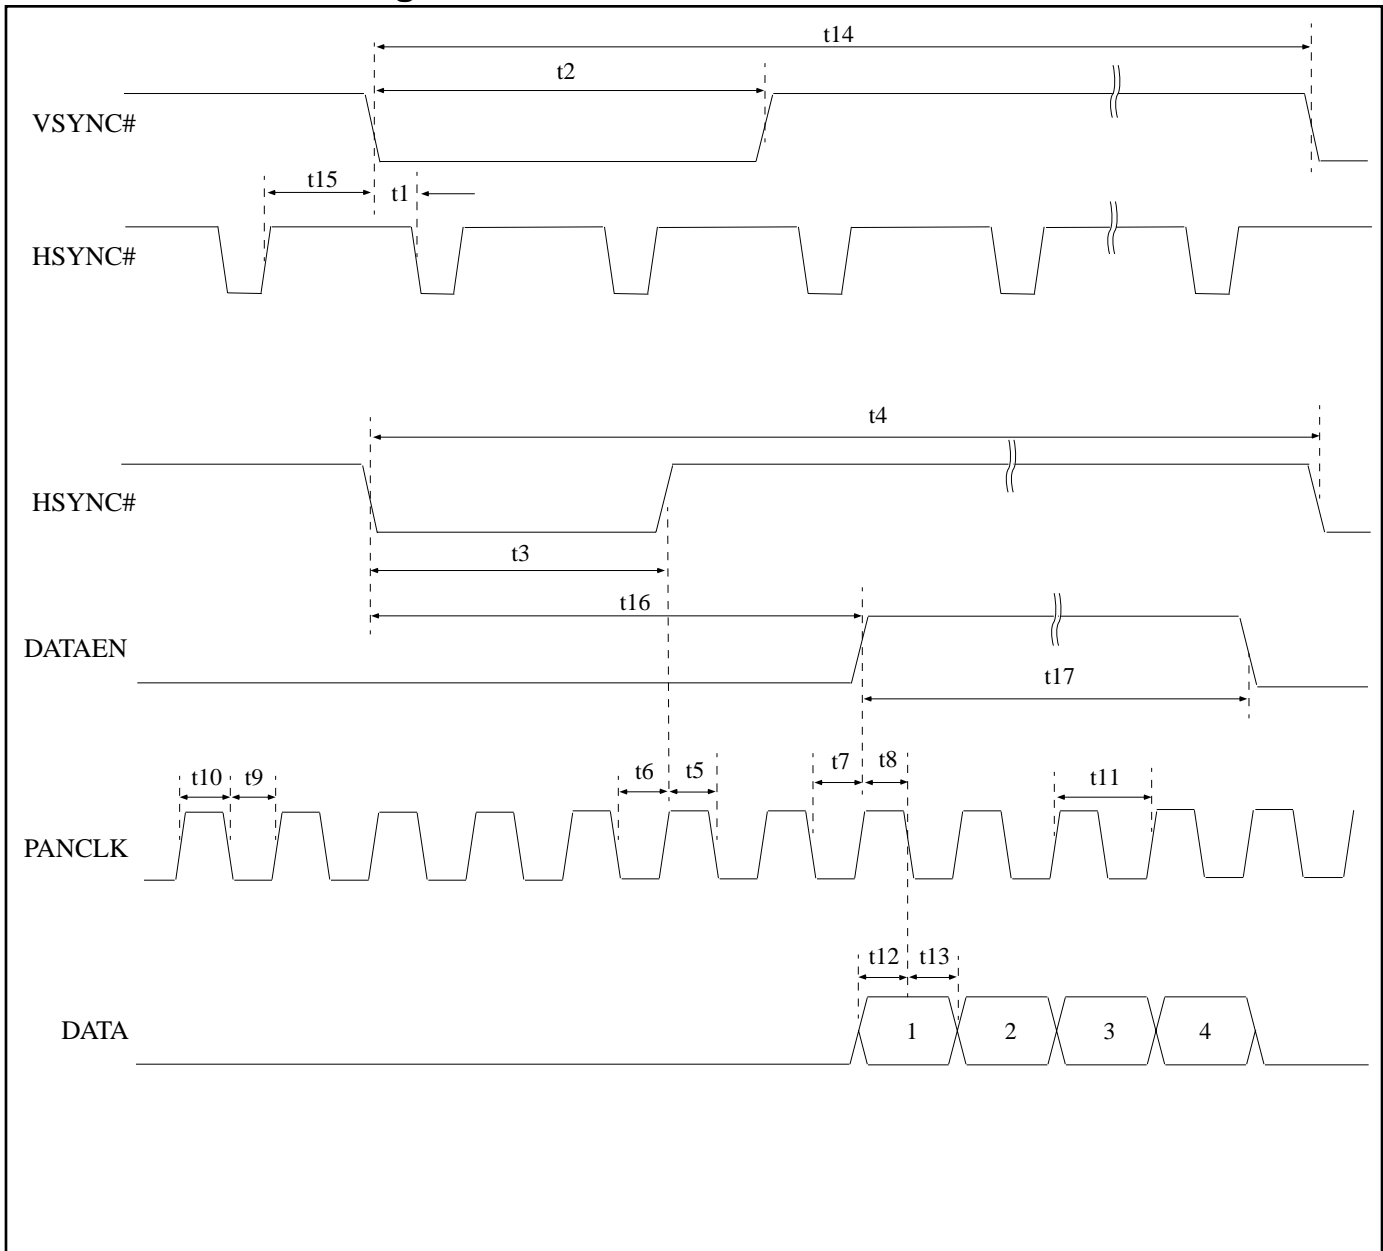 t14
t2
VSYNC#
t15
t1
HSYNC#
t4
HSYNC#
t3
t16
DATAEN
t17
t10 t9 t6 t5 t7 t8 t11
PANCLK
t12 t13
DATA 1 2 3 4